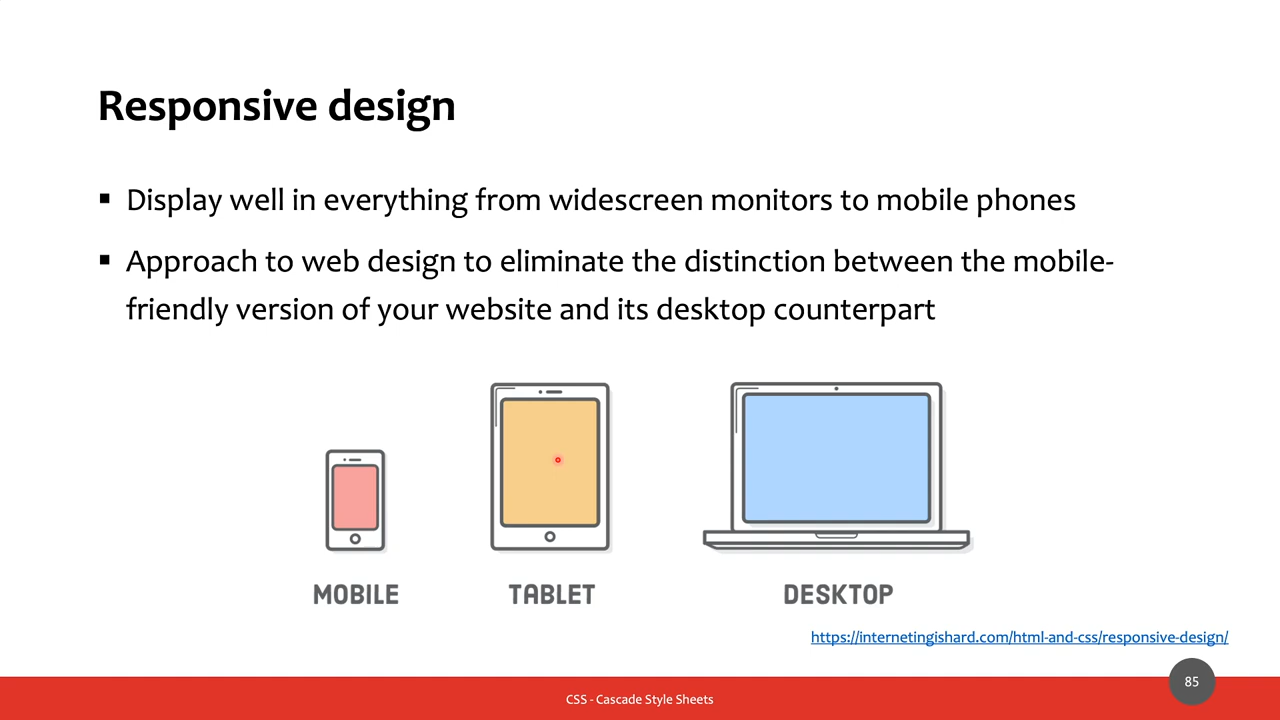 Responsive design
▪ Display well in everything from widescreen monitors to mobile phones
▪ Approach to web design to eliminate the distinction between the mobile-
friendly version of your website and its desktop counterpart
MOBILE
TABLET
DESKTOP
https://internetingishard.com/html-and-css/responsive-design/
85
CSS - Cascade Style Sheets